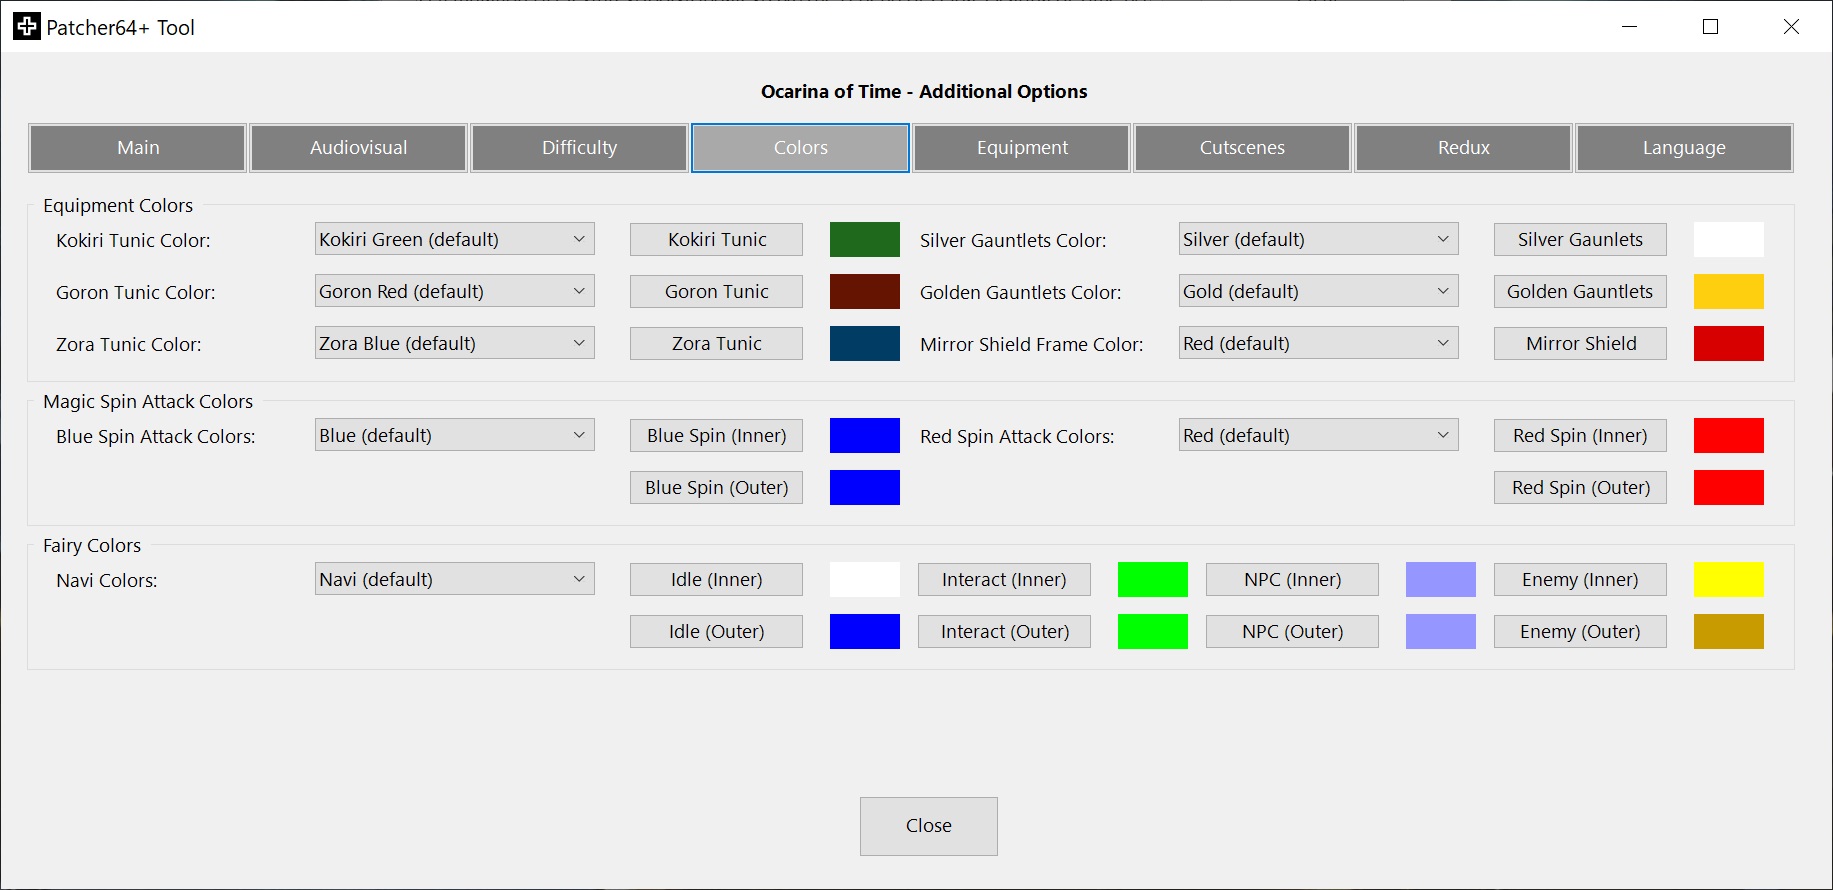 Patcher64+ Tool
Ocarina of Time - Additional Options
Main Audiovisual Difficulty Colors Equipment Cutscenes Redux Language
Equipment Colors
Kokiri Tunic Color: Kokiri Green (default) Kokiri Tunic Silver Gauntlets Color: Silver (default) Silver Gaunlets
Goron Tunic Color: Goron Red (default) Goron Tunic Golden Gauntlets Color: Gold (default) Golden Gauntlets
Zora Tunic Color: Zora Blue (default) Zora Tunic Mirror Shield Frame Color: Red (default) Mirror Shield
Magic Spin Attack Colors
Blue Spin Attack Colors: Blue (default) Blue Spin (Inner) Red Spin Attack Colors: Red (default) Red Spin (Inner)
Blue Spin (Outer) Red Spin (Outer)
Fairy Colors
Navi Colors: Navi (default) Idle (Inner) Interact (Inner) NPC (Inner) Enemy (Inner)
Idle (Outer) Interact (Outer) NPC (Outer) Enemy (Outer)
Close